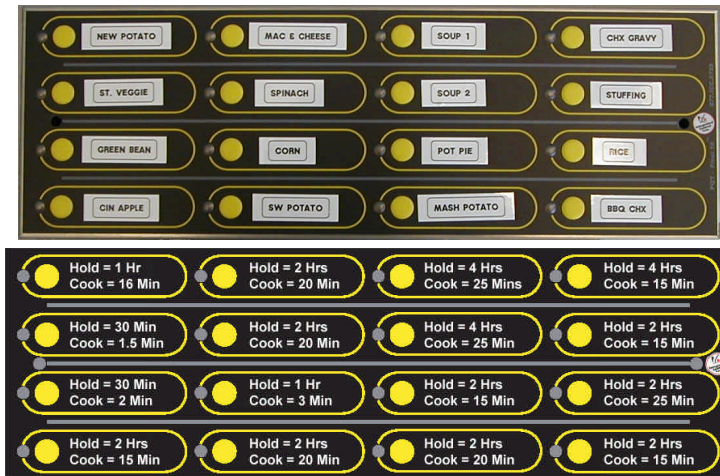 NEW POTATO
MAC & CHEESE
SOUP 1
CHX GRAVY
ST. VEGGIE
SPINACH
SOUP 2
STUFFING
GREEN BEAN
CORN
POT PIE
RICE
CIN APPLE
SW POTATO
MASH POTATO
BBQ CHX
Hold = 1 Hr
Cook = 16 Min
Hold = 2 Hrs
Cook = 20 Min
Hold = 4 Hrs
Cook = 25 Mins
Hold = 4 Hrs
Cook = 15 Min
Hold = 30 Min
Cook = 1.5 Min
Hold = 2 Hrs
Cook = 20 Min
Hold = 4 Hrs
Cook = 25 Min
Hold = 2 Hrs
Cook = 15 Min
Hold = 30 Min
Cook = 2 Min
Hold = 1 Hr
Cook = 3 Min
Hold = 2 Hrs
Cook = 15 Min
Hold = 2 Hrs
Cook = 25 Min
Hold = 2 Hrs
Cook = 15 Min
Hold = 2 Hrs
Cook = 20 Min
Hold = 2 Hrs
Cook = 20 Min
Hold = 2 Hrs
Cook = 15 Min